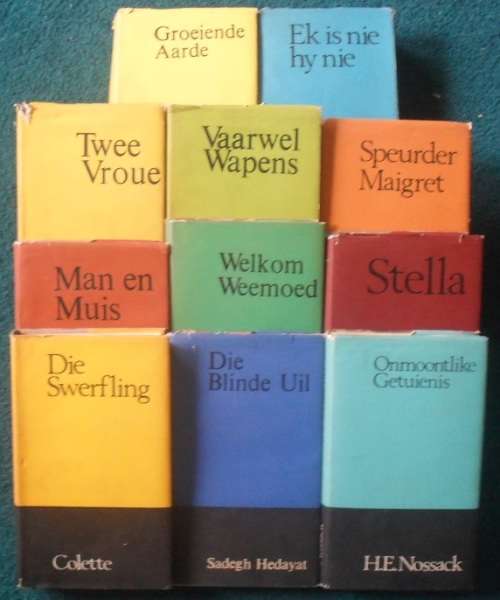 Groeiende
Aarde
Ek is nie
hy nie
Twee
Vroue
Vaarwel
Wapens
Speurder
Maigret
Man en
Muis
Welkom
Weemoed
Stella
Die
Swerfling
Colette
Die
Blinde Uil
Sadegh Hedayat
Onmoontlike
Getuienis
H.E. Nossack